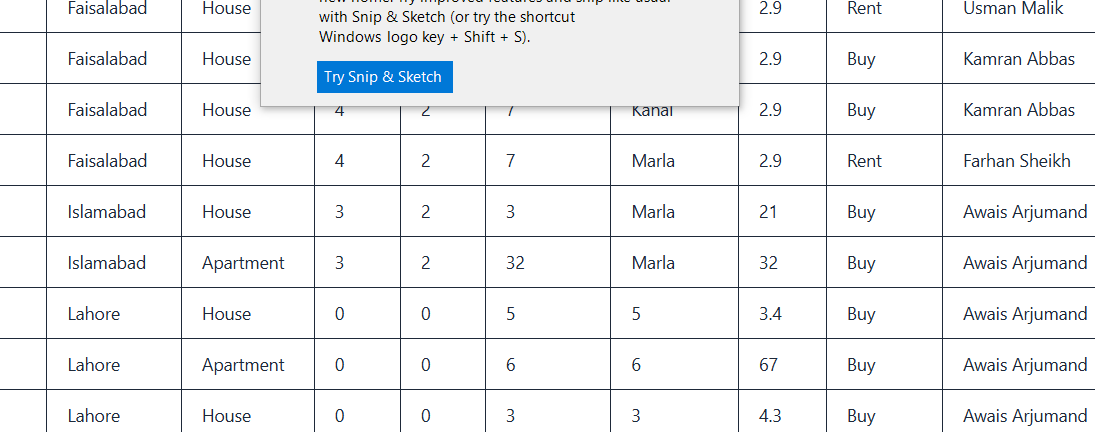 Faisalabad House 2.9 Rent Usman Malik
with Snip & Sketch (or try the shortcut
Windows logo key + Shift + S).
Faisalabad House 2.9 Buy Kamran Abbas
Try Snip & Sketch
Faisalabad House 4 2 7 Kanal 2.9 Buy Kamran Abbas
Faisalabad House 4 2 7 Marla 2.9 Rent Farhan Sheikh
Islamabad House 3 2 3 Marla 21 Buy Awais Arjumand
Islamabad Apartment 3 2 32 Marla 32 Buy Awais Arjumand
Lahore House 0 0 5 5 3.4 Buy Awais Arjumand
Lahore Apartment 0 0 6 6 67 Buy Awais Arjumand
Lahore House 0 0 3 3 4.3 Buy Awais Arjumand